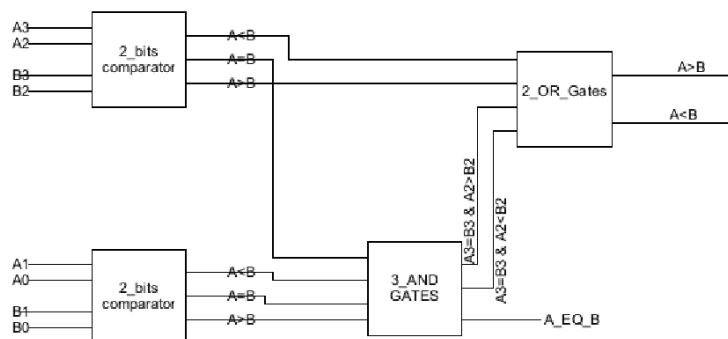 A3
A2
B3
B2
2_bits
comparator
A<B
A=B
A>B
2_OR_Gates
A>B
A<B
A3=B3 & A2>B2
A3=B3 & A2<B2
A1
A0
B1
B0
2_bits
comparator
A<B
A=B
A>B
3_AND
GATES
A_EQ_B